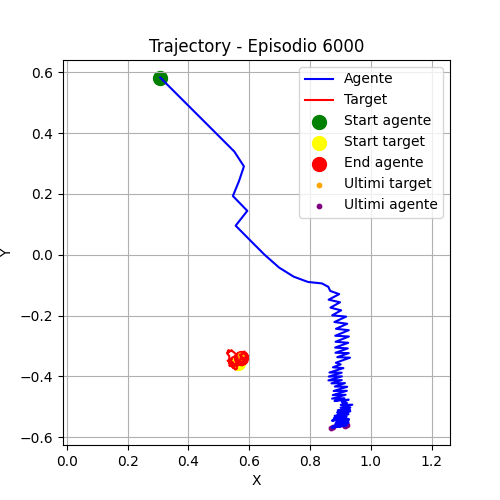 Trajectory - Episodio 6000
Agente
Target
Start agente
Start target
End agente
Ultimi target
Ultimi agente
Y
0.6
0.4
0.2
0.0
−0.2
−0.4
−0.6
0.0 0.2 0.4 0.6 0.8 1.0 1.2
X